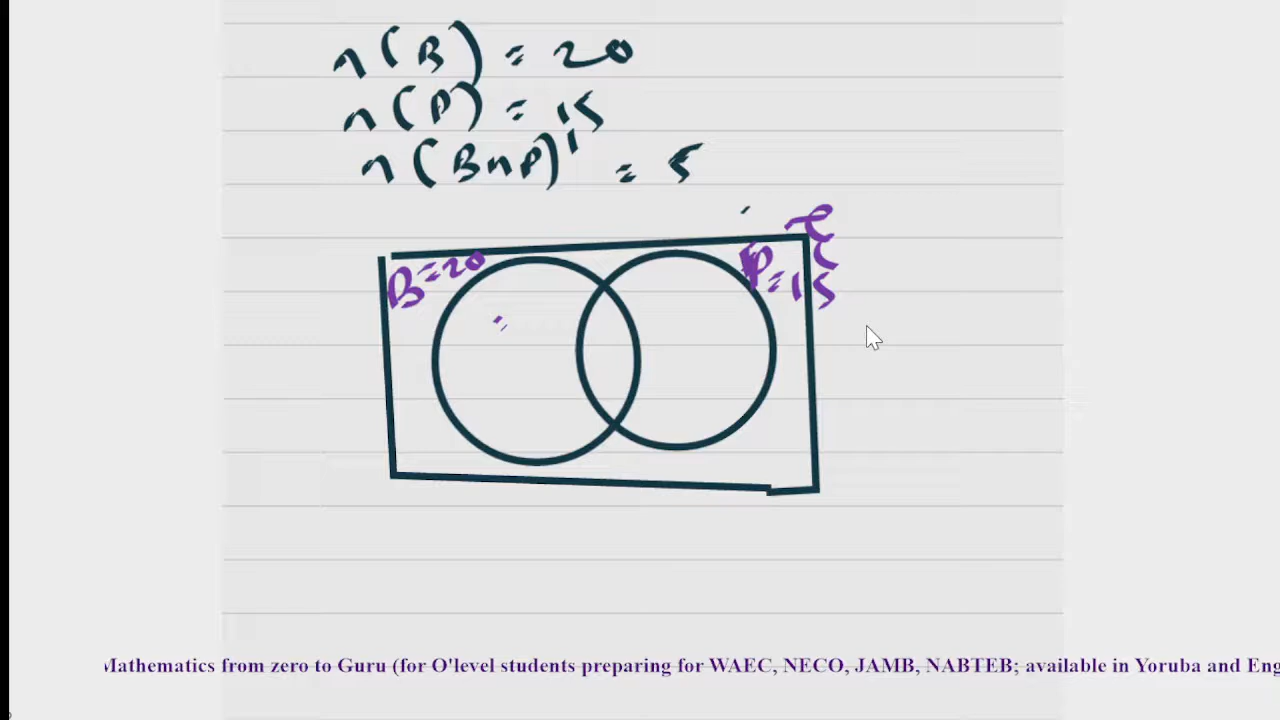 n(B) = 20
n(P) = 15
n(BnP)' = 5
B=20
P=15
Mathematics from zero to Guru (for O'level students preparing for WAEC, NECO, JAMB, NABTEB; available in Yoruba and Eng